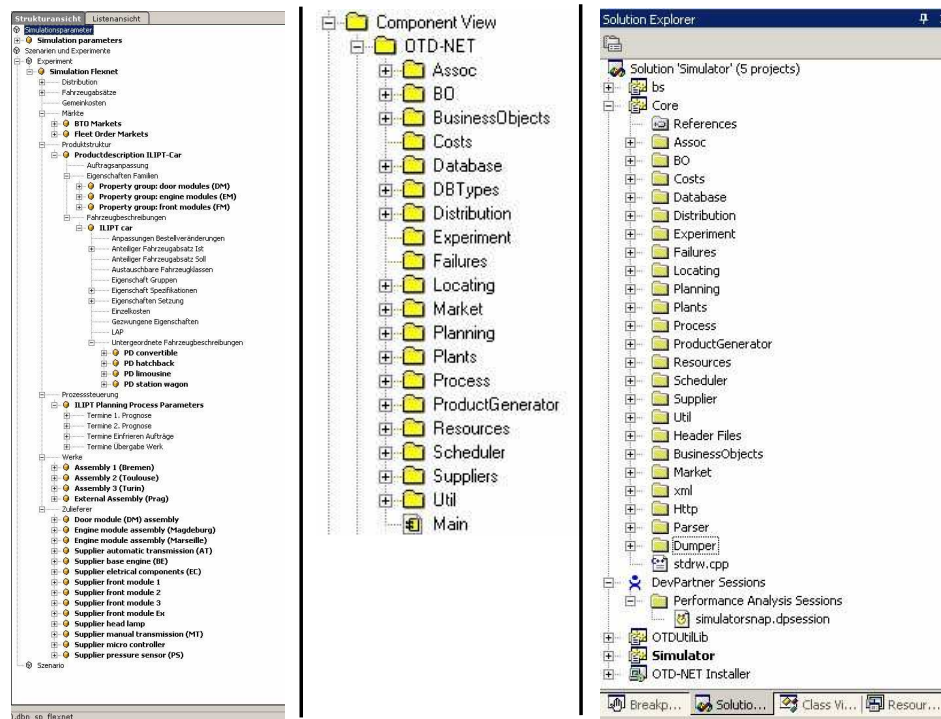 Strukturansicht Listenansicht
Simulationsparameter
Simulation parameters
Szenarien und Experimente
Experiment
Simulation Flexnet
Distribution
Fahrzeugabsätze
Gemeinkosten
Märkte
BTO Markets
Fleet Order Markets
Produktstruktur
Productdescription ILIPT-Car
Auftragsanpassung
Eigenschaften Familien
Property group: door modules (DM)
Property group: engine modules (EM)
Property group: front modules (FM)
Fahrzeugbeschreibungen
ILIPT car
Anpassungen Bestellveränderungen
Anteiliger Fahrzeugabsatz Ist
Anteiliger Fahrzeugabsatz Soll
Austauschbare Fahrzeugklassen
Eigenschaft Gruppen
Eigenschaft Spezifikationen
Eigenschaften Setzung
Einzelkosten
Gezwungene Eigenschaften
LAP
Untergeordnete Fahrzeugbeschreibungen
PD convertible
PD hatchback
PD limousine
PD station wagon
Prozesssteuerung
ILIPT Planning Process Parameters
Termine 1. Prognose
Termine 2. Prognose
Termine Einfrieren Aufträge
Termine Übergabe Werk
Werke
Assembly 1 (Bremen)
Assembly 2 (Toulouse)
Assembly 3 (Turin)
External Assembly (Prag)
Zulieferer
Door module (DM) assembly
Engine module assembly (Magdeburg)
Engine module assembly (Marseille)
Supplier automatic transmission (AT)
Supplier base engine (BE)
Supplier eletrical components (EC)
Supplier front module 1
Supplier front module 2
Supplier front module 3
Supplier front module Ex
Supplier head lamp
Supplier manual transmission (MT)
Supplier micro controller
Supplier pressure sensor (PS)
Szenario
Component View
OTD-NET
Assoc
BO
BusinessObjects
Costs
Database
DBTypes
Distribution
Experiment
Failures
Locating
Market
Planning
Plants
Process
ProductGenerator
Resources
Scheduler
Suppliers
Util
Main
Solution Explorer
Solution 'Simulator' (5 projects)
bs
Core
References
Assoc
BO
Costs
Database
Distribution
Experiment
Failures
Locating
Planning
Plants
Process
ProductGenerator
Resources
Scheduler
Supplier
Util
Header Files
BusinessObjects
Market
xml
Http
Parser
Dumper
stdrw.cpp
DevPartner Sessions
Performance Analysis Sessions
simulatorsnap.dpsession
OTDUtilLib
Simulator
OTD-NET Installer
Breakp... Solutio... Class Vi... Resour...